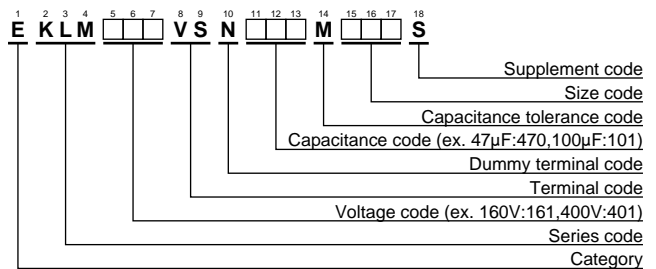 1 2 3 4 5 6 7 8 9 10 11 12 13 14 15 16 17 18
E K L M V S N M S
Supplement code
Size code
Capacitance tolerance code
Capacitance code (ex. 47µF:470,100µF:101)
Dummy terminal code
Terminal code
Voltage code (ex. 160V:161,400V:401)
Series code
Category